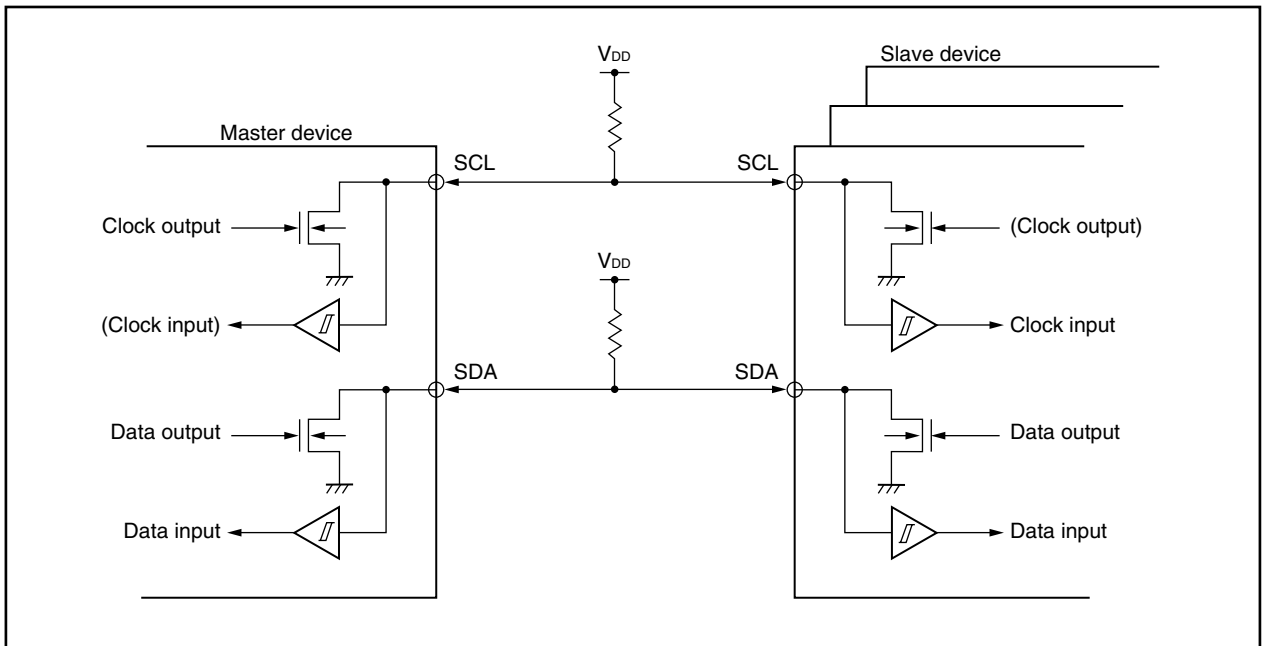 VDD
Slave device
Master device
SCL
SCL
Clock output
(Clock output)
VDD
(Clock input)
Clock input
SDA
SDA
Data output
Data output
Data input
Data input